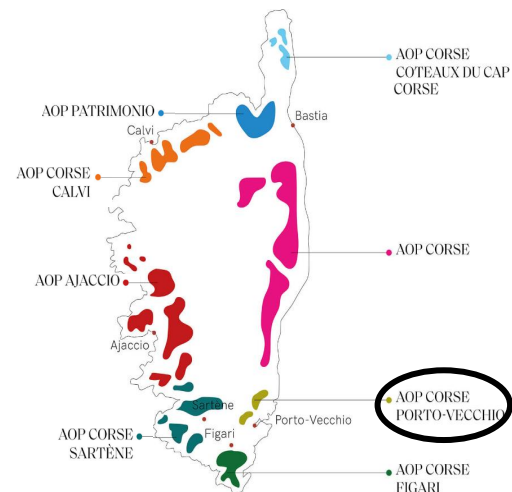 AOP CORSE
COTEAUX DU CAP
CORSE
AOP PATRIMONIO
Bastia
Calvi
AOP CORSE
CALVI
AOP CORSE
AOP AJACCIO
Ajaccio
AOP CORSE
PORTO-VECCHIO
Sartène
Porto-Vecchio
Figari
AOP CORSE
SARTÈNE
AOP CORSE
FIGARI